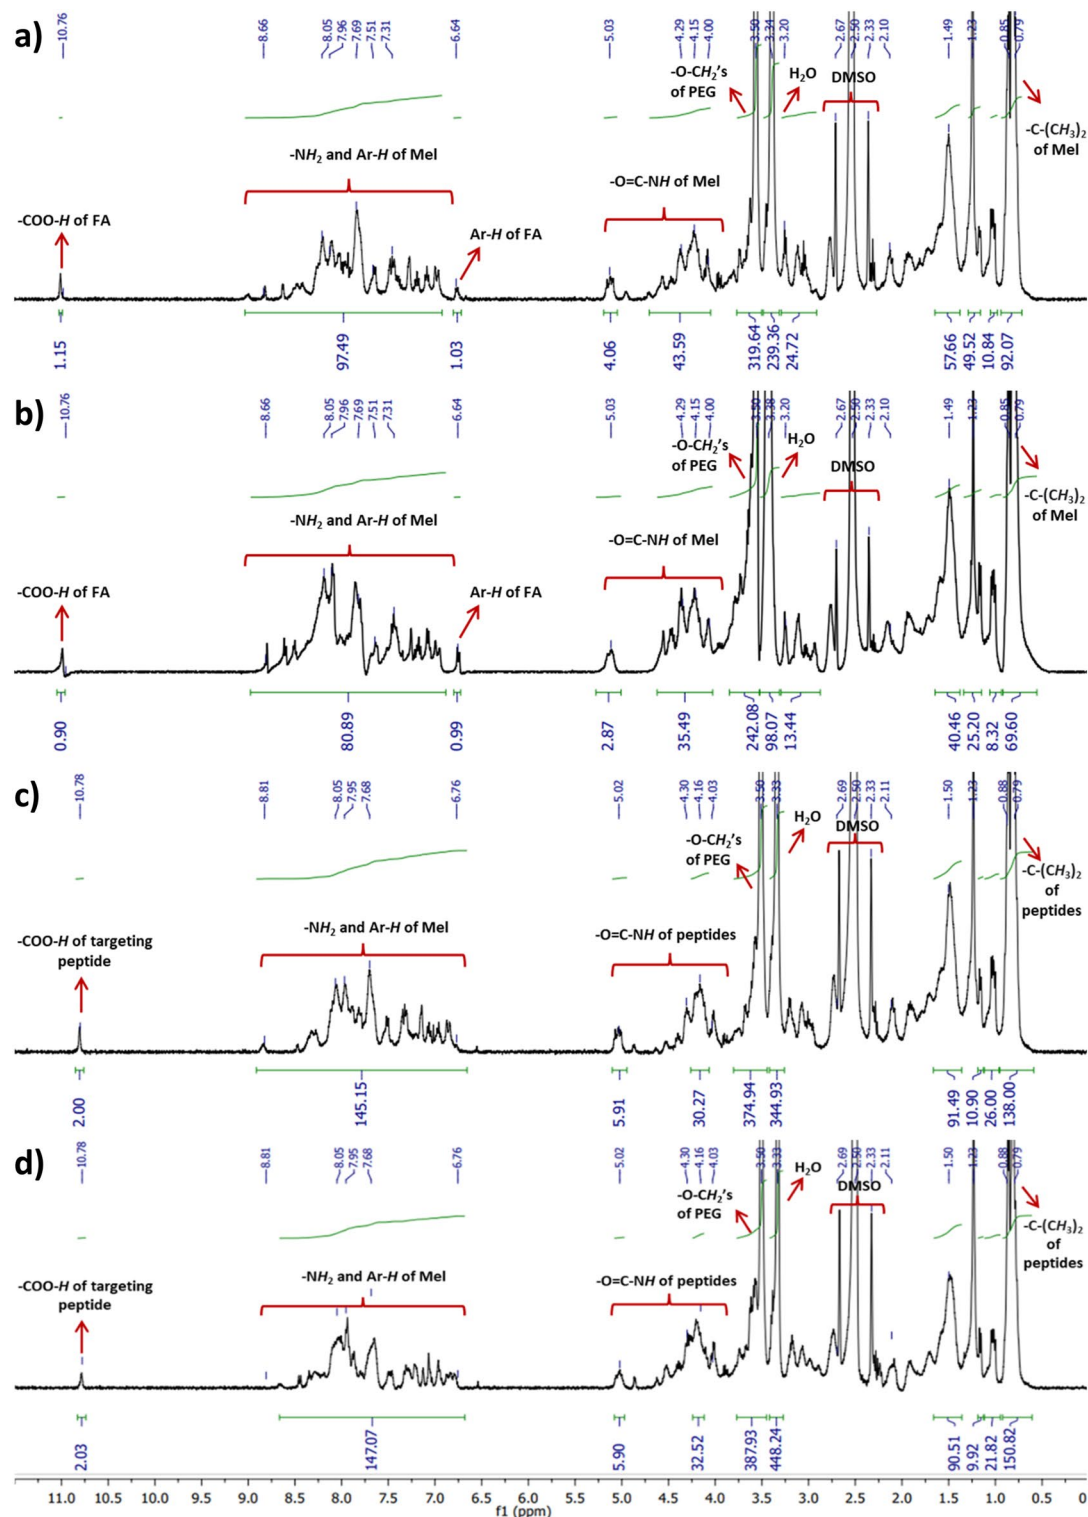 a)
10.76 8.66 8.05 7.96 7.69 7.51 7.31 6.64 5.03 4.29 4.15 4.00 3.50 3.34 3.20 2.67 2.50 2.33 2.10 1.49 1.23 0.85 0.79
-O-CH2's of PEG
H2O
DMSO
-C-(CH3)2 of Mel
-NH2 and Ar-H of Mel
-O=C-NH of Mel
-COO-H of FA
Ar-H of FA
1.15 97.49 1.03 4.06 43.59 319.64 239.36 24.72 57.66 49.52 10.84 92.07
b)
10.76 8.66 8.05 7.96 7.69 7.51 7.31 6.64 5.03 4.29 4.15 4.00 3.50 3.38 3.20 2.67 2.50 2.33 2.10 1.49 1.23 0.85 0.79
-O-CH2's of PEG
H2O
DMSO
-C-(CH3)2 of Mel
-NH2 and Ar-H of Mel
-O=C-NH of Mel
-COO-H of FA
Ar-H of FA
0.90 80.89 0.99 2.87 35.49 242.08 98.07 13.44 40.46 25.20 8.32 69.60
c)
10.78 8.81 8.05 7.95 7.68 6.76 5.02 4.30 4.16 4.03 3.50 3.33 2.69 2.50 2.33 2.11 1.50 1.23 0.88 0.79
-O-CH2's of PEG
H2O
DMSO
-C-(CH3)2 of peptides
-NH2 and Ar-H of Mel
-O=C-NH of peptides
-COO-H of targeting peptide
2.00 145.15 5.91 30.27 374.94 344.93 91.49 10.90 26.00 138.00
d)
10.78 8.81 8.05 7.95 7.68 6.76 5.02 4.30 4.16 4.03 3.50 3.33 2.69 2.50 2.33 2.11 1.50 1.23 0.88 0.79
-O-CH2's of PEG
H2O
DMSO
-C-(CH3)2 of peptides
-NH2 and Ar-H of Mel
-O=C-NH of peptides
-COO-H of targeting peptide
2.03 147.07 5.90 32.52 387.93 448.24 90.51 9.92 21.82 150.82
11.0 10.5 10.0 9.5 9.0 8.5 8.0 7.5 7.0 6.5 6.0 5.5 5.0 4.5 4.0 3.5 3.0 2.5 2.0 1.5 1.0 0.5 0
f1 (ppm)